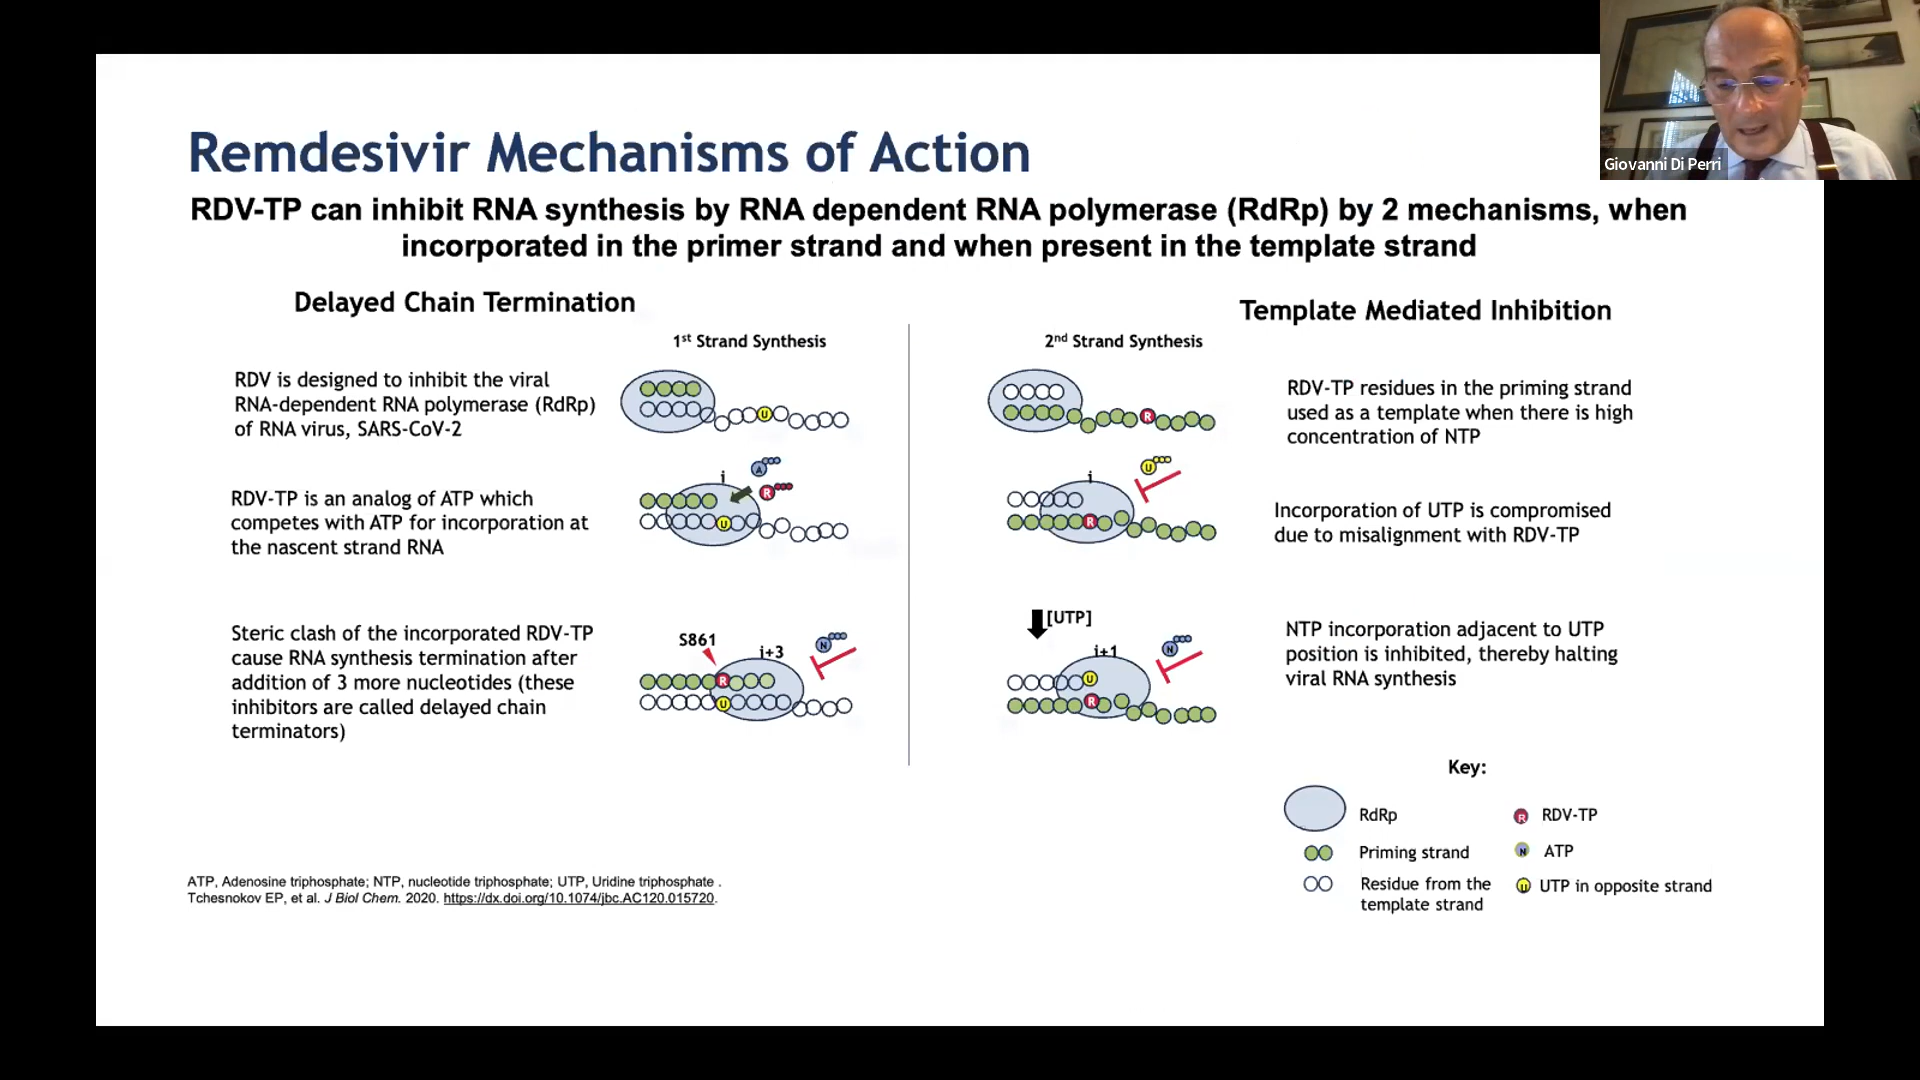 Giovanni Di Perri
Remdesivir Mechanisms of Action
RDV-TP can inhibit RNA synthesis by RNA dependent RNA polymerase (RdRp) by 2 mechanisms, when
incorporated in the primer strand and when present in the template strand
Delayed Chain Termination
1st Strand Synthesis
RDV is designed to inhibit the viral
RNA-dependent RNA polymerase (RdRp)
of RNA virus, SARS-CoV-2
U
RDV-TP is an analog of ATP which
competes with ATP for incorporation at
the nascent strand RNA
i
A
R
U
Steric clash of the incorporated RDV-TP
cause RNA synthesis termination after
addition of 3 more nucleotides (these
inhibitors are called delayed chain
terminators)
S861
i+3
N
R
U
Template Mediated Inhibition
2nd Strand Synthesis
R
RDV-TP residues in the priming strand
used as a template when there is high
concentration of NTP
i
U
R
Incorporation of UTP is compromised
due to misalignment with RDV-TP
[UTP]
i+1
N
U
R
NTP incorporation adjacent to UTP
position is inhibited, thereby halting
viral RNA synthesis
Key:
RdRp
R RDV-TP
Priming strand
N ATP
Residue from the
template strand
U UTP in opposite strand
ATP, Adenosine triphosphate; NTP, nucleotide triphosphate; UTP, Uridine triphosphate .
Tchesnokov EP, et al. J Biol Chem. 2020. https://dx.doi.org/10.1074/jbc.AC120.015720.